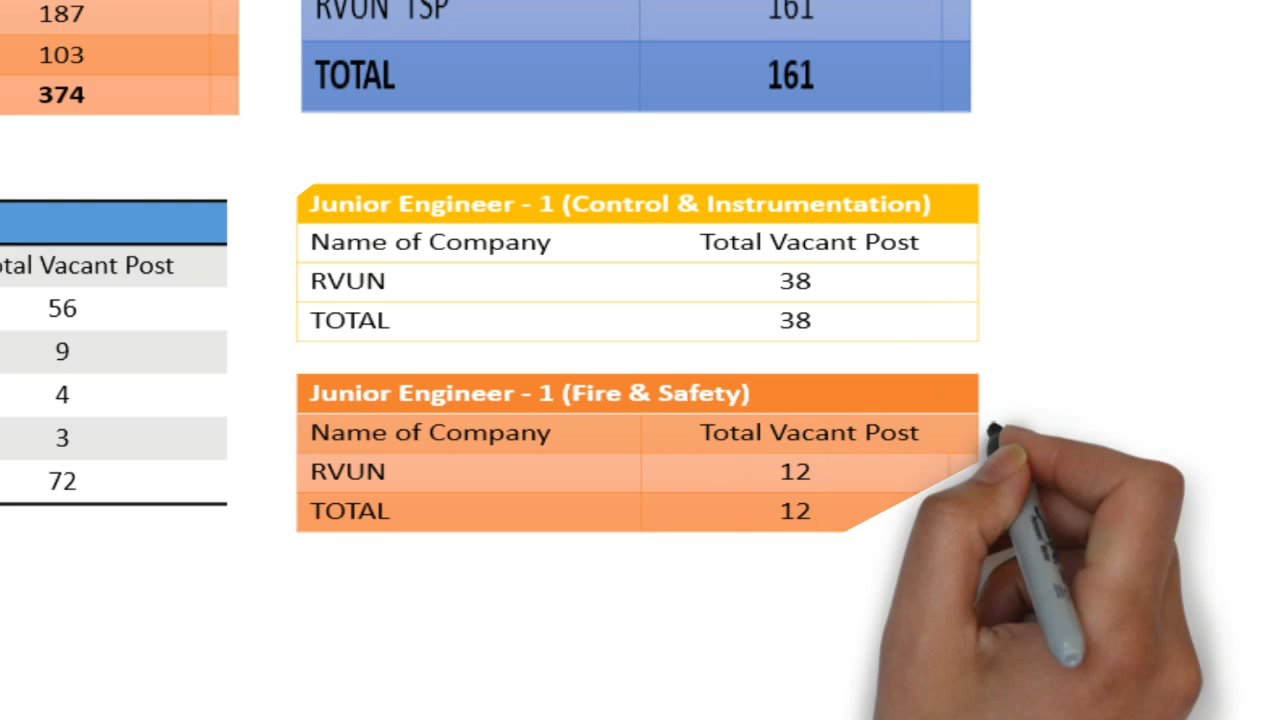 187
103
374
RVUN TSP 161
TOTAL 161
otal Vacant Post
56
9
4
3
72
Junior Engineer - 1 (Control & Instrumentation)
Name of Company Total Vacant Post
RVUN 38
TOTAL 38
Junior Engineer - 1 (Fire & Safety)
Name of Company Total Vacant Post
RVUN 12
TOTAL 12